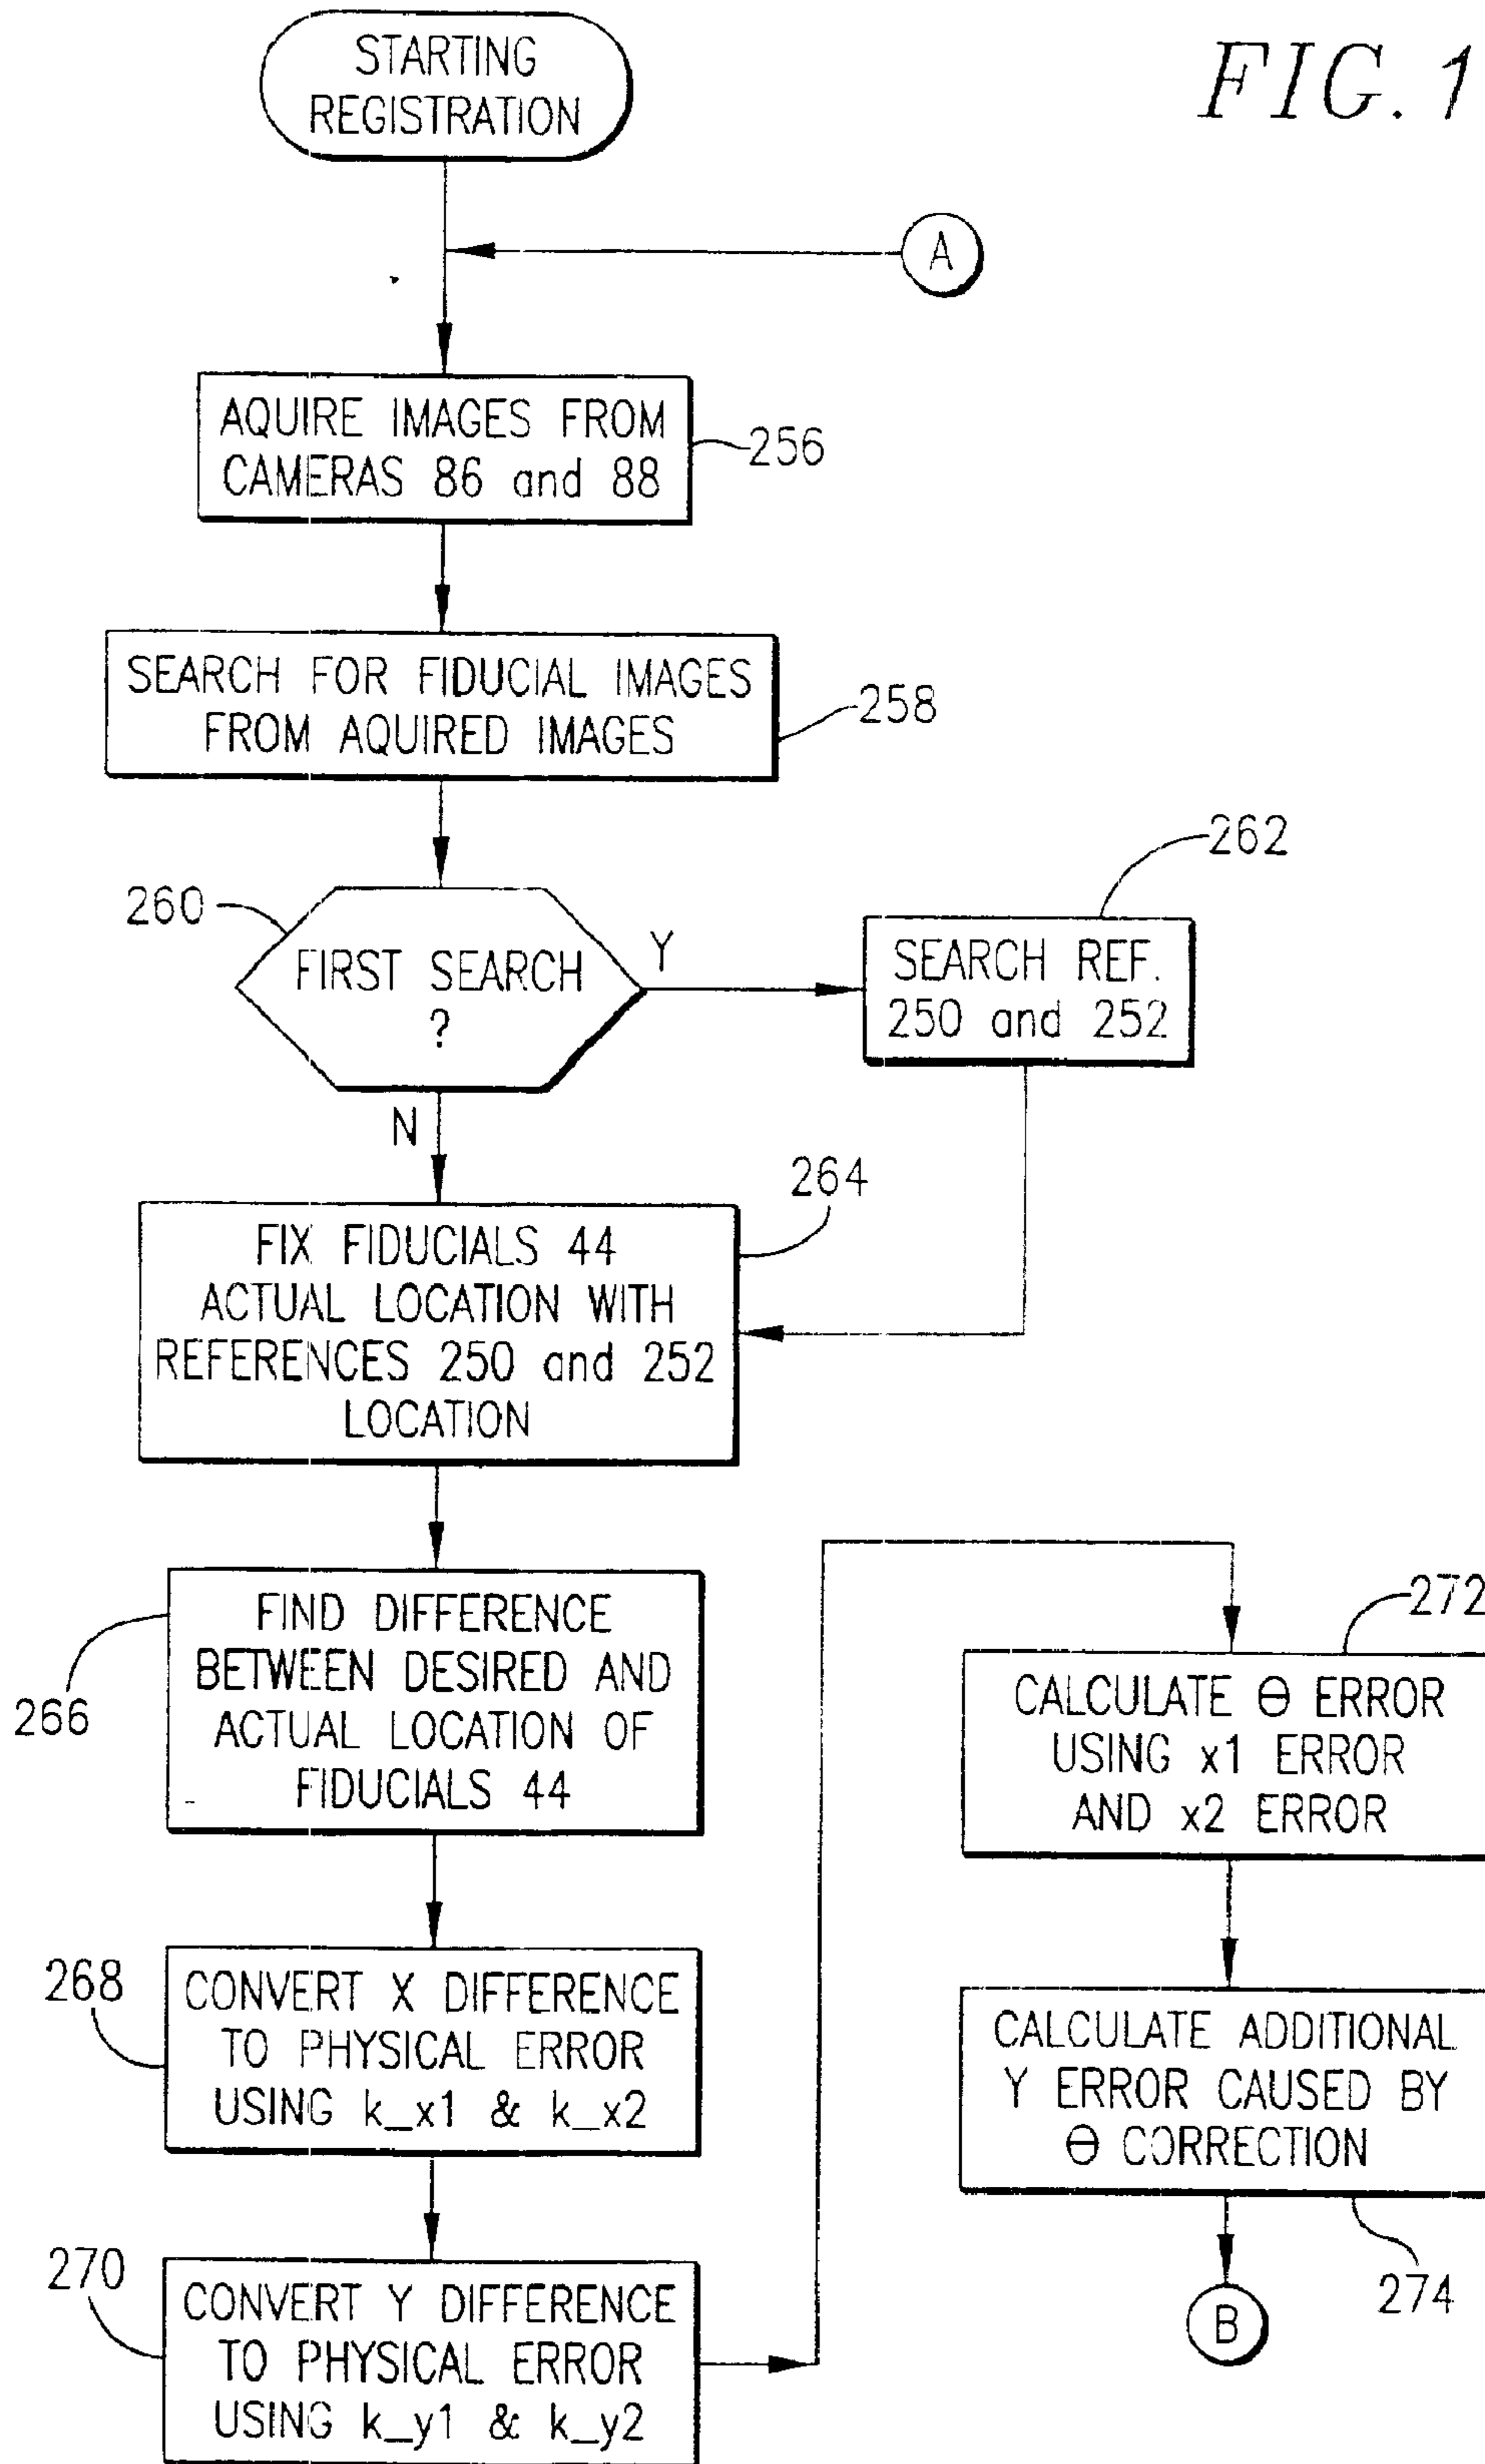 FIG. 1
STARTING
REGISTRATION
A
AQUIRE IMAGES FROM
CAMERAS 86 and 88
256
SEARCH FOR FIDUCIAL IMAGES
FROM AQUIRED IMAGES
258
260
FIRST SEARCH
?
Y
N
262
SEARCH REF.
250 and 252
264
FIX FIDUCIALS 44
ACTUAL LOCATION WITH
REFERENCES 250 and 252
LOCATION
266
FIND DIFFERENCE
BETWEEN DESIRED AND
ACTUAL LOCATION OF
FIDUCIALS 44
268
CONVERT X DIFFERENCE
TO PHYSICAL ERROR
USING k_x1 & k_x2
270
CONVERT Y DIFFERENCE
TO PHYSICAL ERROR
USING k_y1 & k_y2
272
CALCULATE Θ ERROR
USING x1 ERROR
AND x2 ERROR
CALCULATE ADDITIONAL
Y ERROR CAUSED BY
Θ CORRECTION
274
B